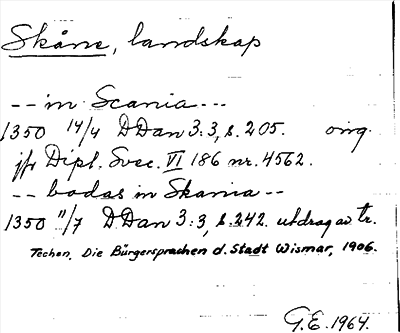 Skåne, landskap
-- in Scania --
1350 14/4 DDan 3:3, s. 205. orig.
jfr Dipl. Svec. VI 186 nr. 4562.
-- bodas in Skania --
1350 11/7 DDan 3:3, s. 242. utdrag av tr.
Techen, Die Bürgersprachen d. Stadt Wismar, 1906.
G.E. 1964.